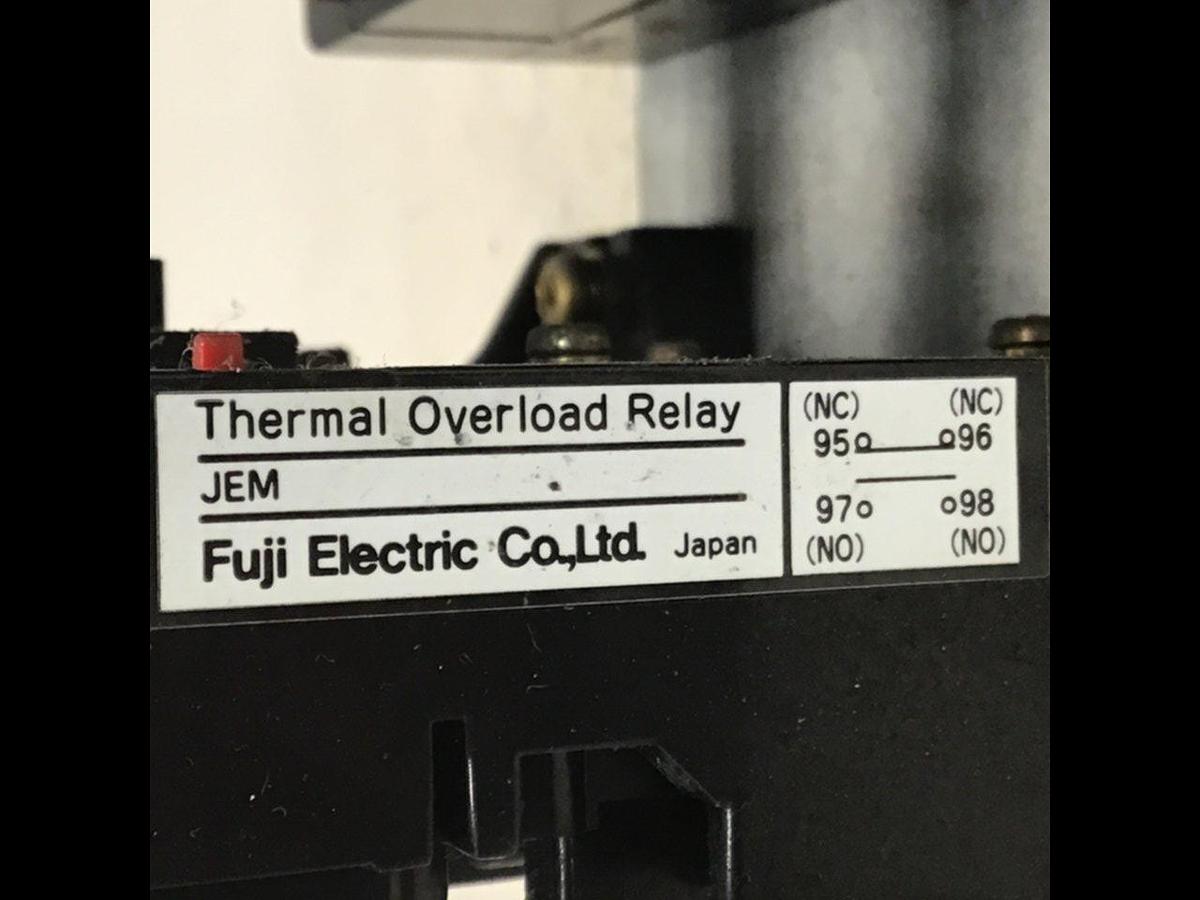 Thermal Overload Relay
JEM
Fuji Electric Co.,Ltd. Japan
(NC) (NC)
95 96
97 98
(NO) (NO)